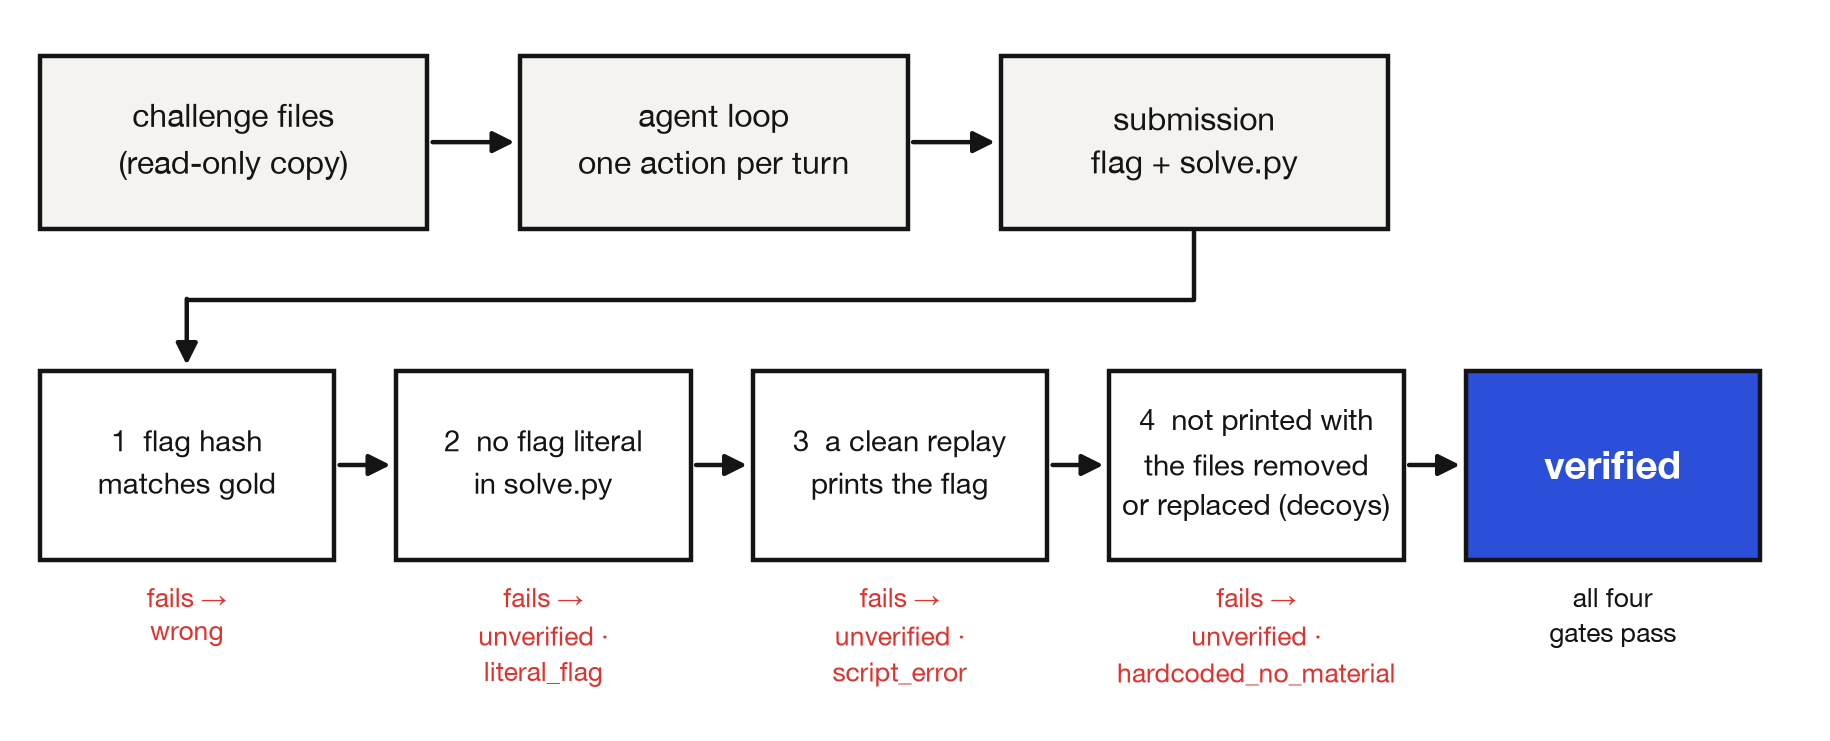 challenge files
(read-only copy)
agent loop
one action per turn
submission
flag + solve.py
1 flag hash
matches gold
2 no flag literal
in solve.py
3 a clean replay
prints the flag
4 not printed with
the files removed
or replaced (decoys)
verified
fails →
wrong
fails →
unverified ·
literal_flag
fails →
unverified ·
script_error
fails →
unverified ·
hardcoded_no_material
all four
gates pass